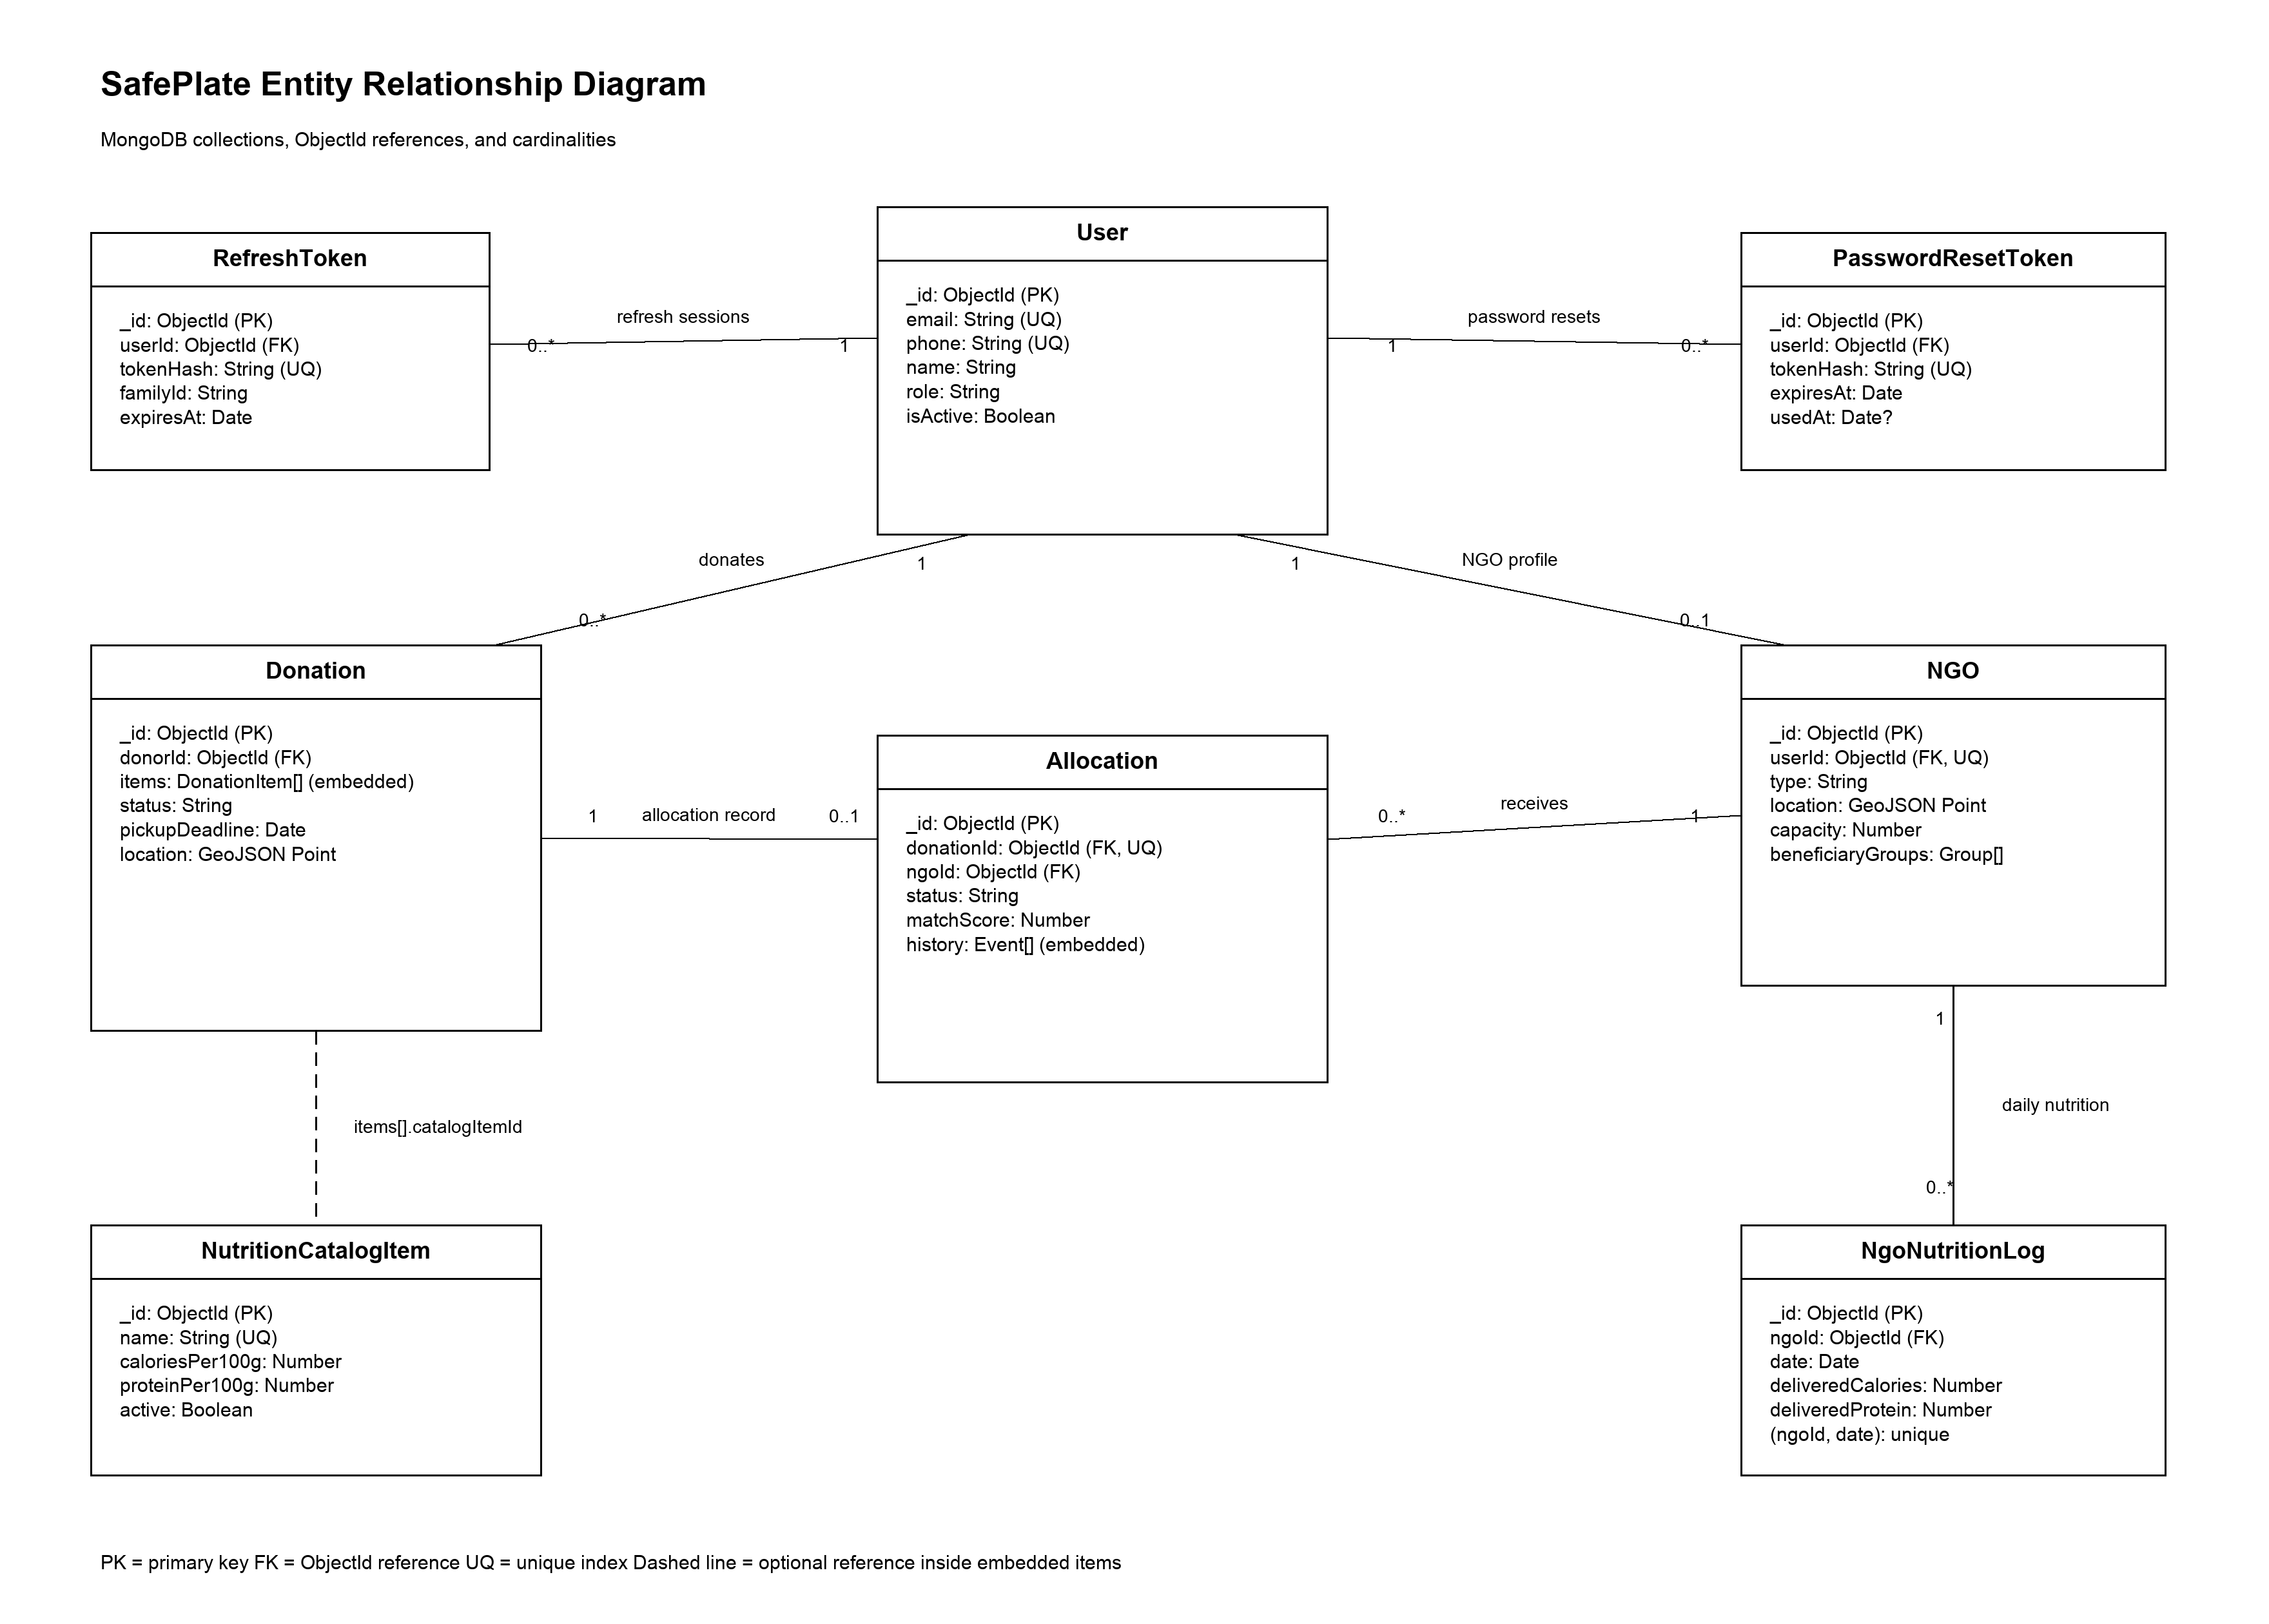 SafePlate Entity Relationship Diagram
MongoDB collections, ObjectId references, and cardinalities
RefreshToken
_id: ObjectId (PK)
userId: ObjectId (FK)
tokenHash: String (UQ)
familyId: String
expiresAt: Date
refresh sessions
0..*
1
User
_id: ObjectId (PK)
email: String (UQ)
phone: String (UQ)
name: String
role: String
isActive: Boolean
password resets
1
0..*
PasswordResetToken
_id: ObjectId (PK)
userId: ObjectId (FK)
tokenHash: String (UQ)
expiresAt: Date
usedAt: Date?
donates
1
0..*
NGO profile
1
0..1
Donation
_id: ObjectId (PK)
donorId: ObjectId (FK)
items: DonationItem[] (embedded)
status: String
pickupDeadline: Date
location: GeoJSON Point
1
allocation record
0..1
Allocation
_id: ObjectId (PK)
donationId: ObjectId (FK, UQ)
ngoId: ObjectId (FK)
status: String
matchScore: Number
history: Event[] (embedded)
0..*
receives
1
NGO
_id: ObjectId (PK)
userId: ObjectId (FK, UQ)
type: String
location: GeoJSON Point
capacity: Number
beneficiaryGroups: Group[]
items[].catalogItemId
1
daily nutrition
0..*
NutritionCatalogItem
_id: ObjectId (PK)
name: String (UQ)
caloriesPer100g: Number
proteinPer100g: Number
active: Boolean
NgoNutritionLog
_id: ObjectId (PK)
ngoId: ObjectId (FK)
date: Date
deliveredCalories: Number
deliveredProtein: Number
(ngoId, date): unique
PK = primary key FK = ObjectId reference UQ = unique index Dashed line = optional reference inside embedded items